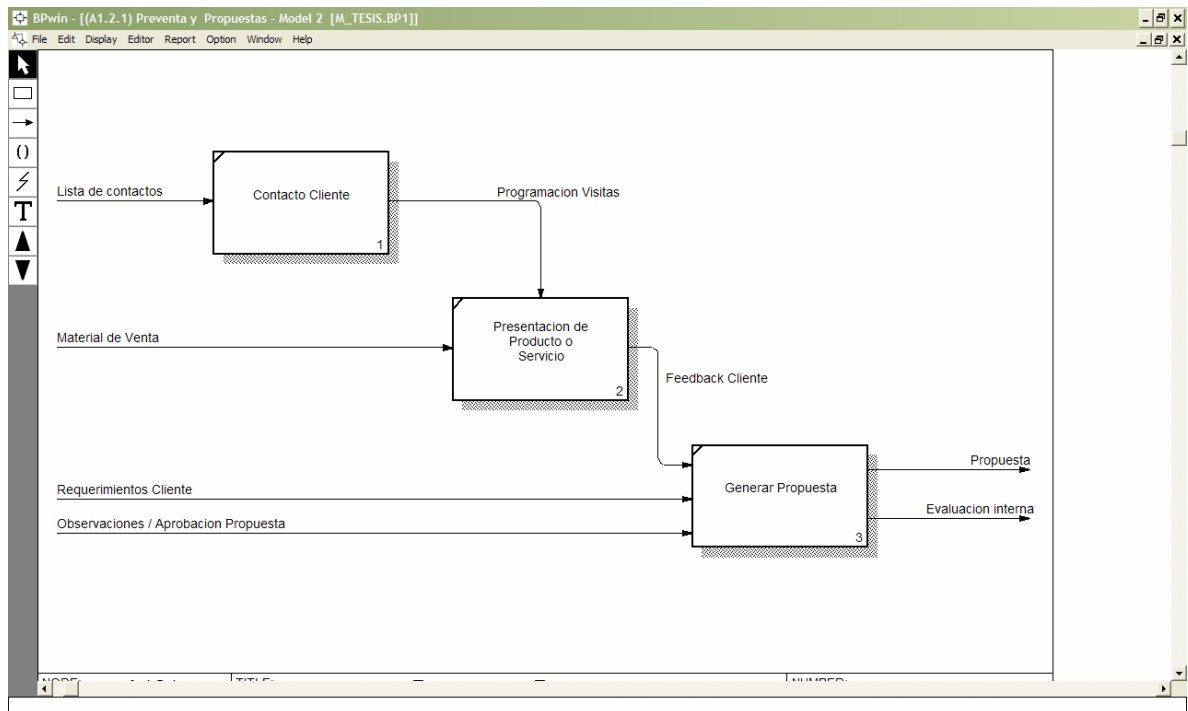 BPwin - [(A1.2.1) Preventa y Propuestas - Model 2 [M_TESIS.BP1]]
File Edit Display Editor Report Option Window Help
Lista de contactos
Contacto Cliente
1
Programacion Visitas
Material de Venta
Presentacion de
Producto o
Servicio
2
Feedback Cliente
Requerimientos Cliente
Observaciones / Aprobacion Propuesta
Generar Propuesta
3
Propuesta
Evaluacion interna
NODE:
TITLE:
NUMBER: